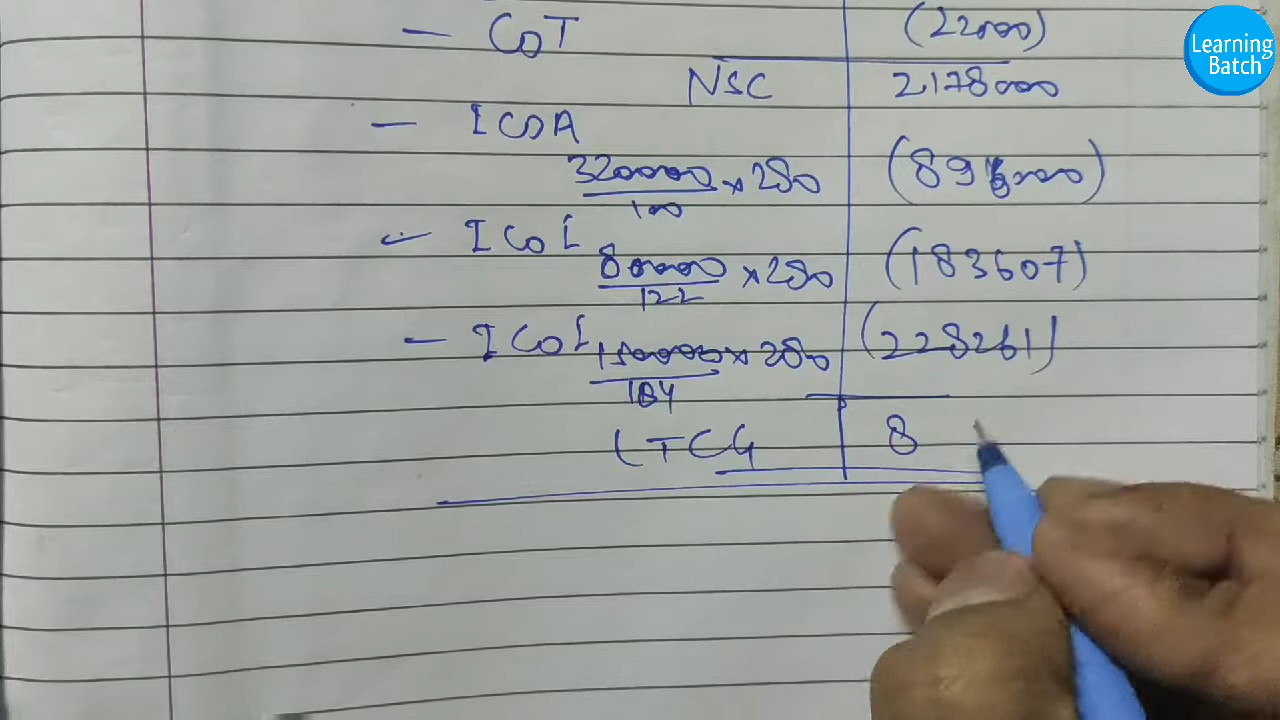 Learning Batch
— COT (22000)
NSC 2178000
— ICOA
320000/100 × 280 (896000)
— ICOI
80000/122 × 280 (183607)
— ICOI 150000/184 × 280 (228261)
LTCG 8